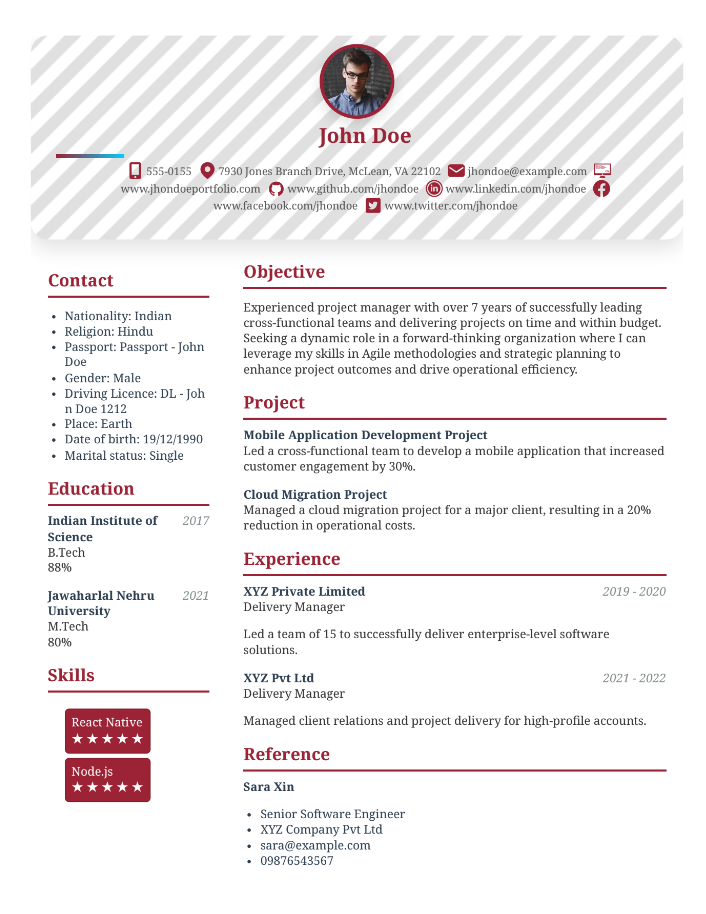 John Doe
555-0155 7930 Jones Branch Drive, McLean, VA 22102 jhondoe@example.com
www.jhondoeportfolio.com www.github.com/jhondoe www.linkedin.com/jhondoe
www.facebook.com/jhondoe www.twitter.com/jhondoe
Contact
• Nationality: Indian
• Religion: Hindu
• Passport: Passport - John
Doe
• Gender: Male
• Driving Licence: DL - Joh
n Doe 1212
• Place: Earth
• Date of birth: 19/12/1990
• Marital status: Single
Education
Indian Institute of 2017
Science
B.Tech
88%
Jawaharlal Nehru 2021
University
M.Tech
80%
Skills
React Native
★★★★★
Node.js
★★★★★
Objective
Experienced project manager with over 7 years of successfully leading
cross-functional teams and delivering projects on time and within budget.
Seeking a dynamic role in a forward-thinking organization where I can
leverage my skills in Agile methodologies and strategic planning to
enhance project outcomes and drive operational efficiency.
Project
Mobile Application Development Project
Led a cross-functional team to develop a mobile application that increased
customer engagement by 30%.
Cloud Migration Project
Managed a cloud migration project for a major client, resulting in a 20%
reduction in operational costs.
Experience
XYZ Private Limited 2019 - 2020
Delivery Manager
Led a team of 15 to successfully deliver enterprise-level software
solutions.
XYZ Pvt Ltd 2021 - 2022
Delivery Manager
Managed client relations and project delivery for high-profile accounts.
Reference
Sara Xin
• Senior Software Engineer
• XYZ Company Pvt Ltd
• sara@example.com
• 09876543567